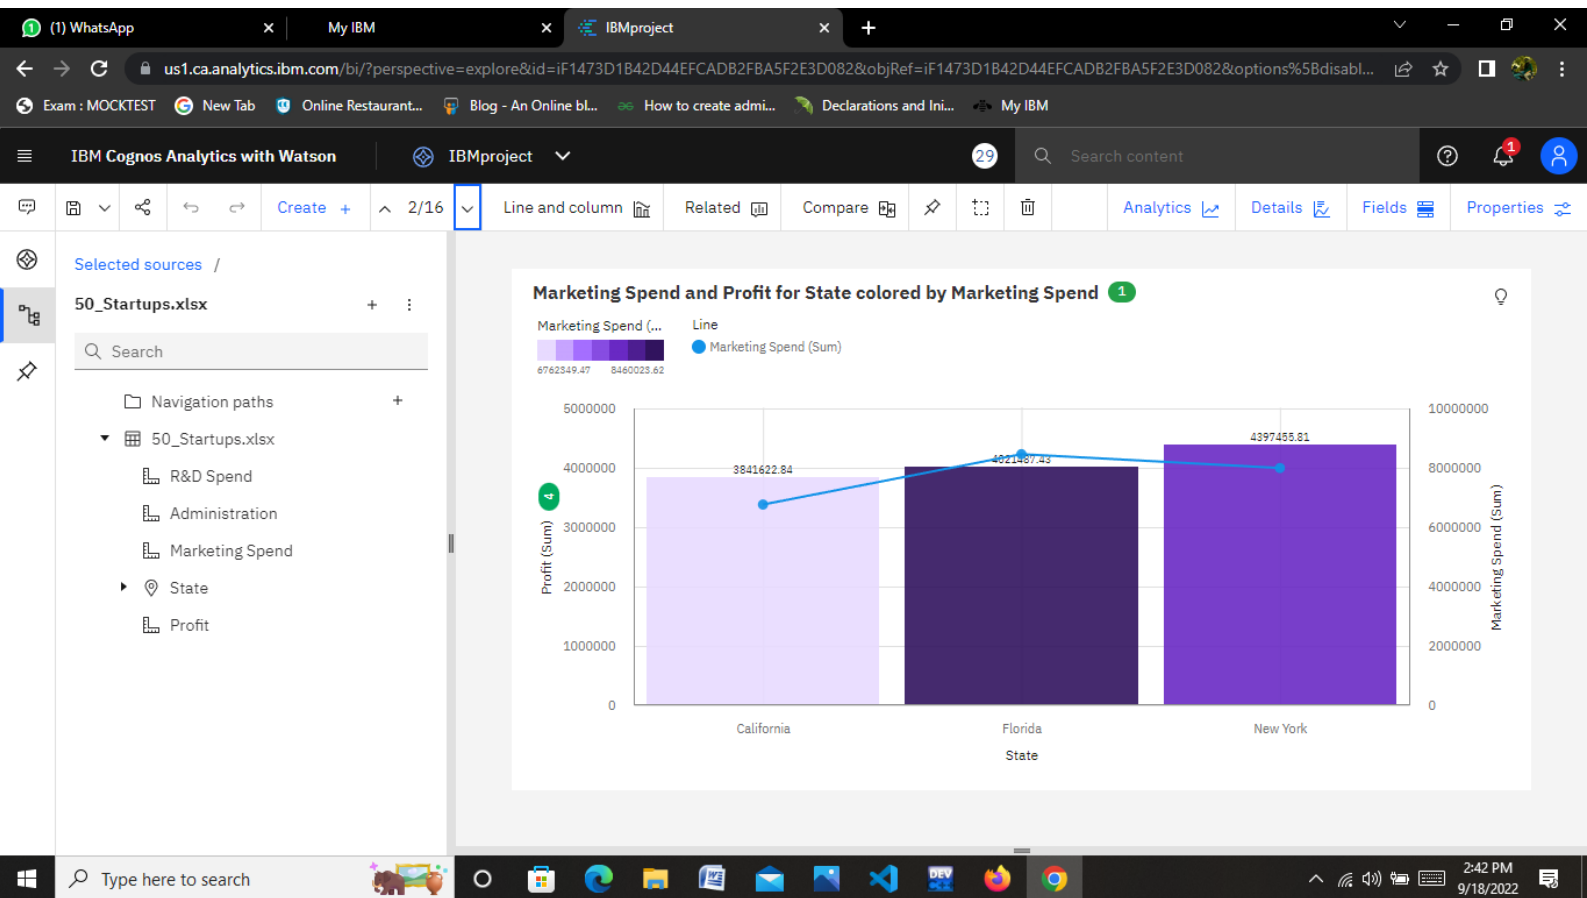 1 (1) WhatsApp
My IBM
IBMproject
us1.ca.analytics.ibm.com/bi/?perspective=explore&id=iF1473D1B42D44EFCADB2FBA5F2E3D082&objRef=iF1473D1B42D44EFCADB2FBA5F2E3D082&options%5Bdisabl...
Exam : MOCKTEST New Tab Online Restaurant... Blog - An Online bl... How to create admi... Declarations and Ini... My IBM
IBM Cognos Analytics with Watson IBMproject 29 Search content 1
Create + 2/16 Line and column Related Compare Analytics Details Fields Properties
Selected sources /
50_Startups.xlsx
Search
Navigation paths
50_Startups.xlsx
R&D Spend
Administration
Marketing Spend
State
Profit
Marketing Spend and Profit for State colored by Marketing Spend 1
Marketing Spend (...
6762349.47 8460023.62
Line
Marketing Spend (Sum)
4
Profit (Sum)
5000000
4000000
3000000
2000000
1000000
0
3841622.84
4021487.43
4397455.81
10000000
8000000
6000000
4000000
2000000
0
Marketing Spend (Sum)
California Florida New York
State
Type here to search
DEV
2:42 PM
9/18/2022